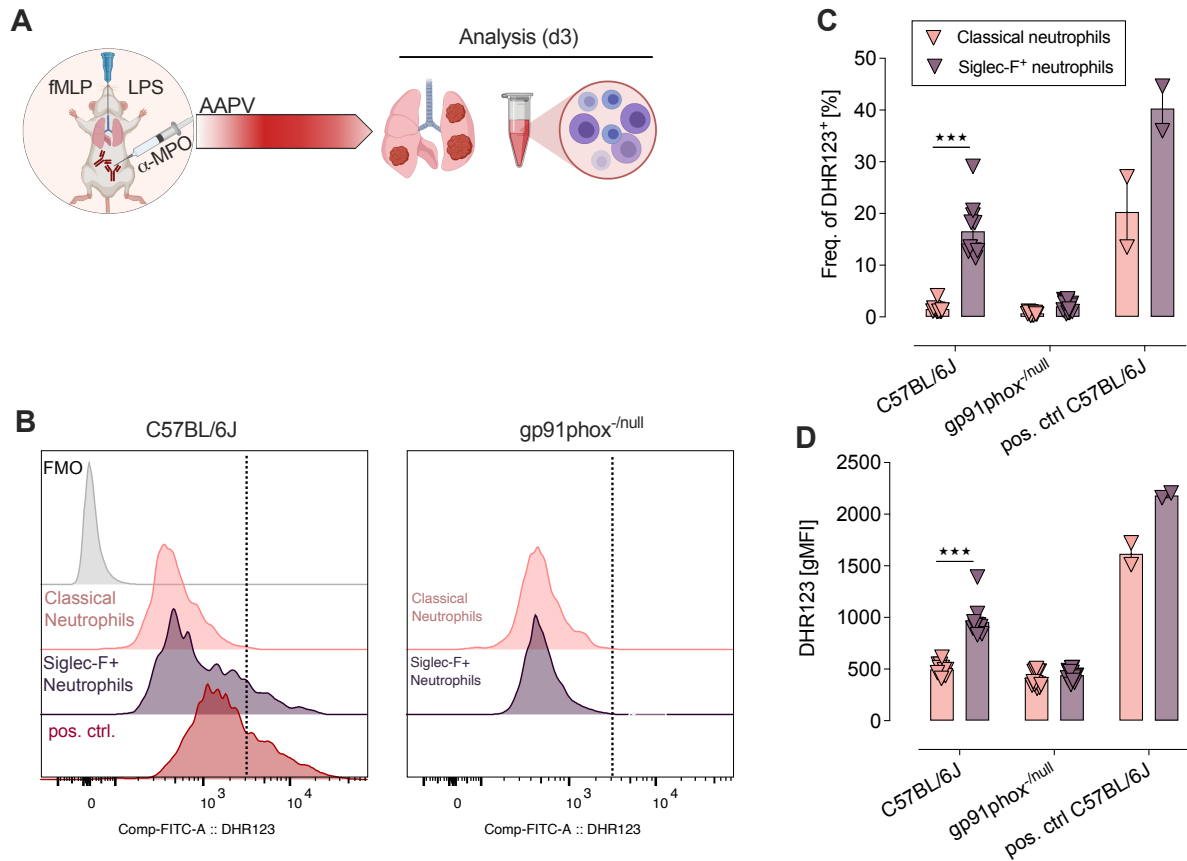 A
Analysis (d3)
fMLP LPS
AAPV
α-MPO
B
C57BL/6J
FMO
Classical
Neutrophils
Siglec-F+
Neutrophils
pos. ctrl.
0 10³ 10⁴
Comp-FITC-A :: DHR123
gp91phox-/null
Classical
Neutrophils
Siglec-F+
Neutrophils
0 10³ 10⁴
Comp-FITC-A :: DHR123
C
Classical neutrophils
Siglec-F⁺ neutrophils
Freq. of DHR123⁺ [%]
50
40
30
20
10
0
★★★
C57BL/6J
gp91phox-/null
pos. ctrl C57BL/6J
D
DHR123 [gMFI]
2500
2000
1500
1000
500
0
★★★
C57BL/6J
gp91phox-/null
pos. ctrl C57BL/6J